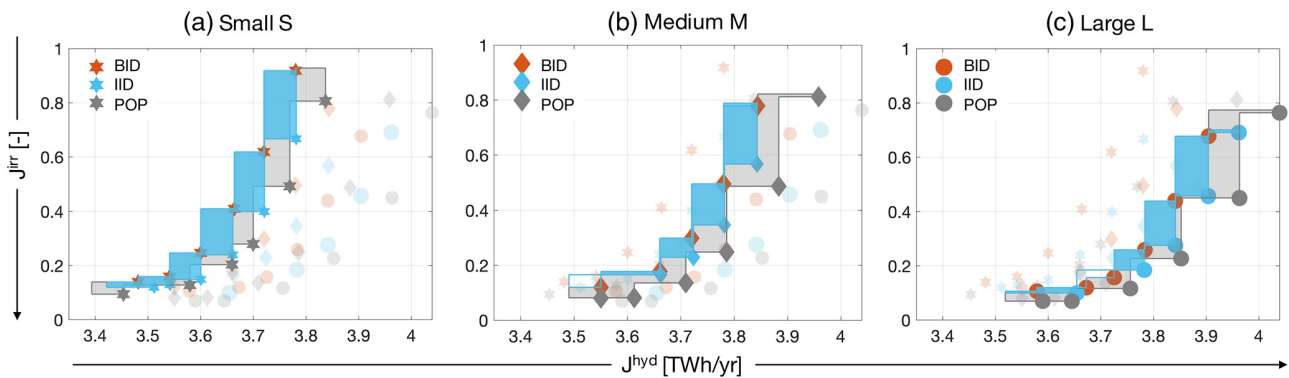 (a) Small S
(b) Medium M
(c) Large L
BID
IID
POP
BID
IID
POP
BID
IID
POP
1
0.8
0.6
0.4
0.2
0
1
0.8
0.6
0.4
0.2
0
1
0.8
0.6
0.4
0.2
0
3.4 3.5 3.6 3.7 3.8 3.9 4
3.4 3.5 3.6 3.7 3.8 3.9 4
3.4 3.5 3.6 3.7 3.8 3.9 4
J^irr [-]
J^hyd [TWh/yr]